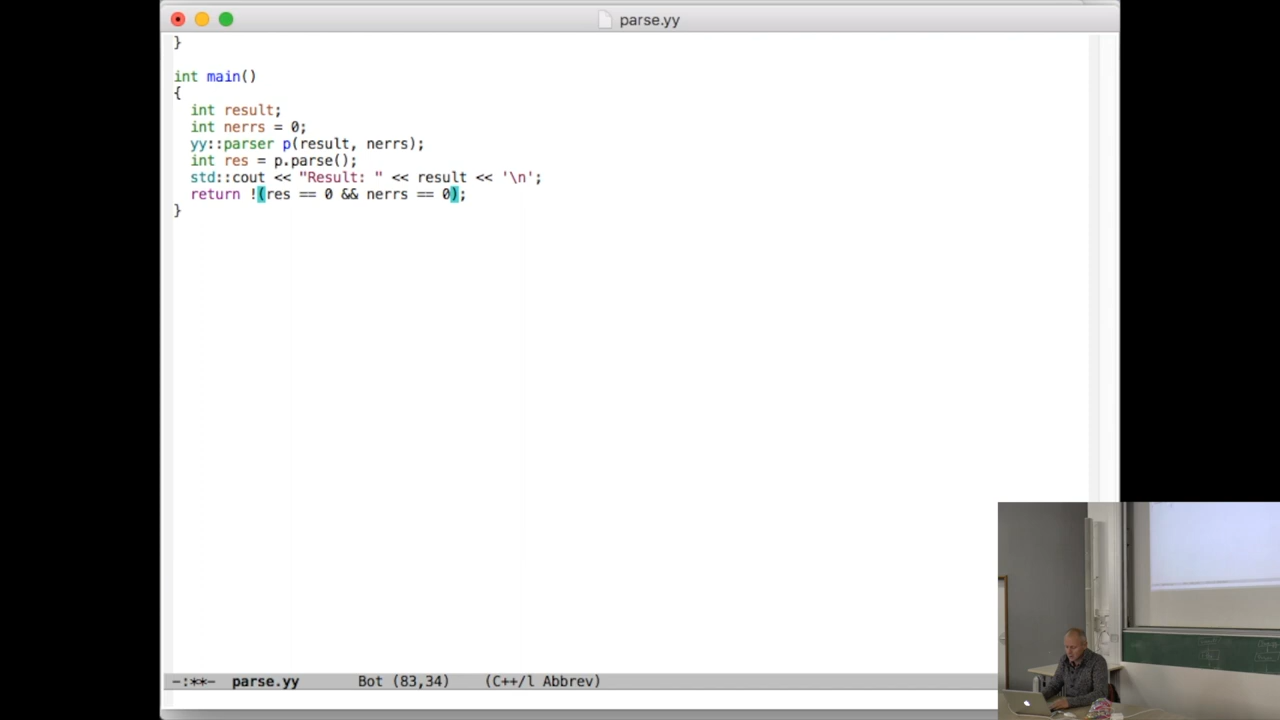 parse.yy
}
int main()
{
int result;
int nerrs = 0;
yy::parser p(result, nerrs);
int res = p.parse();
std::cout << "Result: " << result << '\n';
return !(res == 0 && nerrs == 0);
}
-:**- parse.yy Bot (83,34) (C++/l Abbrev)